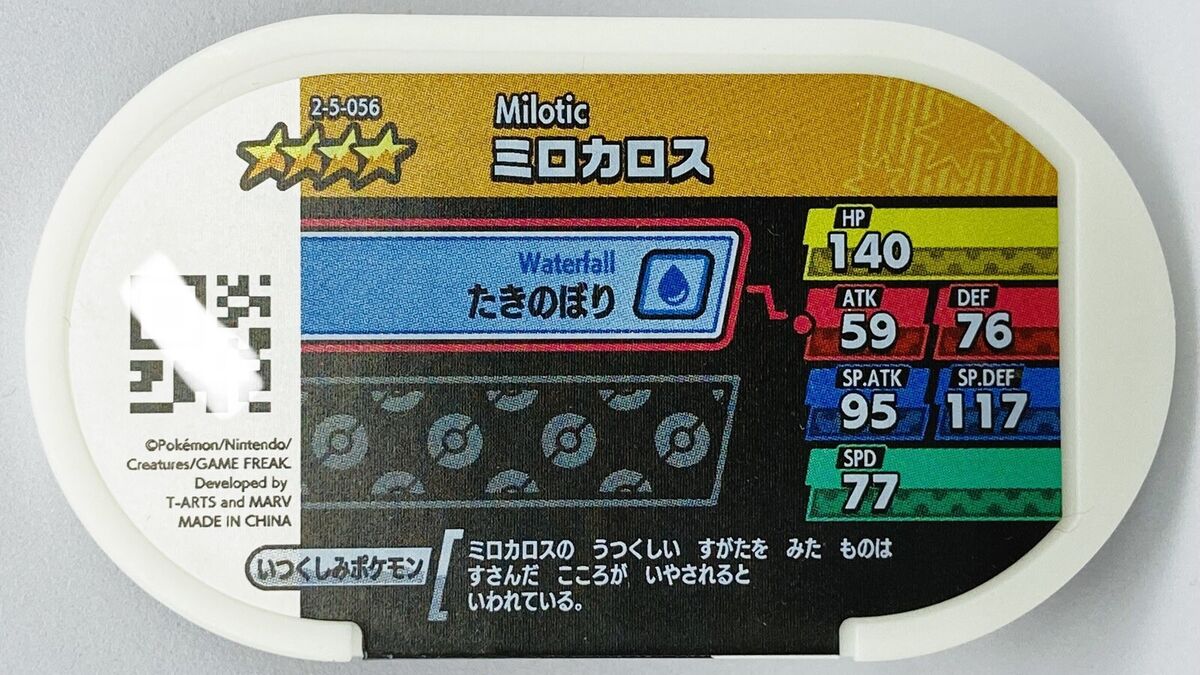 2-5-056
Milotic
ミロカロス
Waterfall
たきのぼり
HP
140
ATK
59
DEF
76
SP.ATK
95
SP.DEF
117
SPD
77
©Pokémon/Nintendo/
Creatures/GAME FREAK.
Developed by
T-ARTS and MARV
MADE IN CHINA
いつくしみポケモン
ミロカロスの うつくしい すがたを みた ものは
すさんだ こころが いやされると
いわれている。